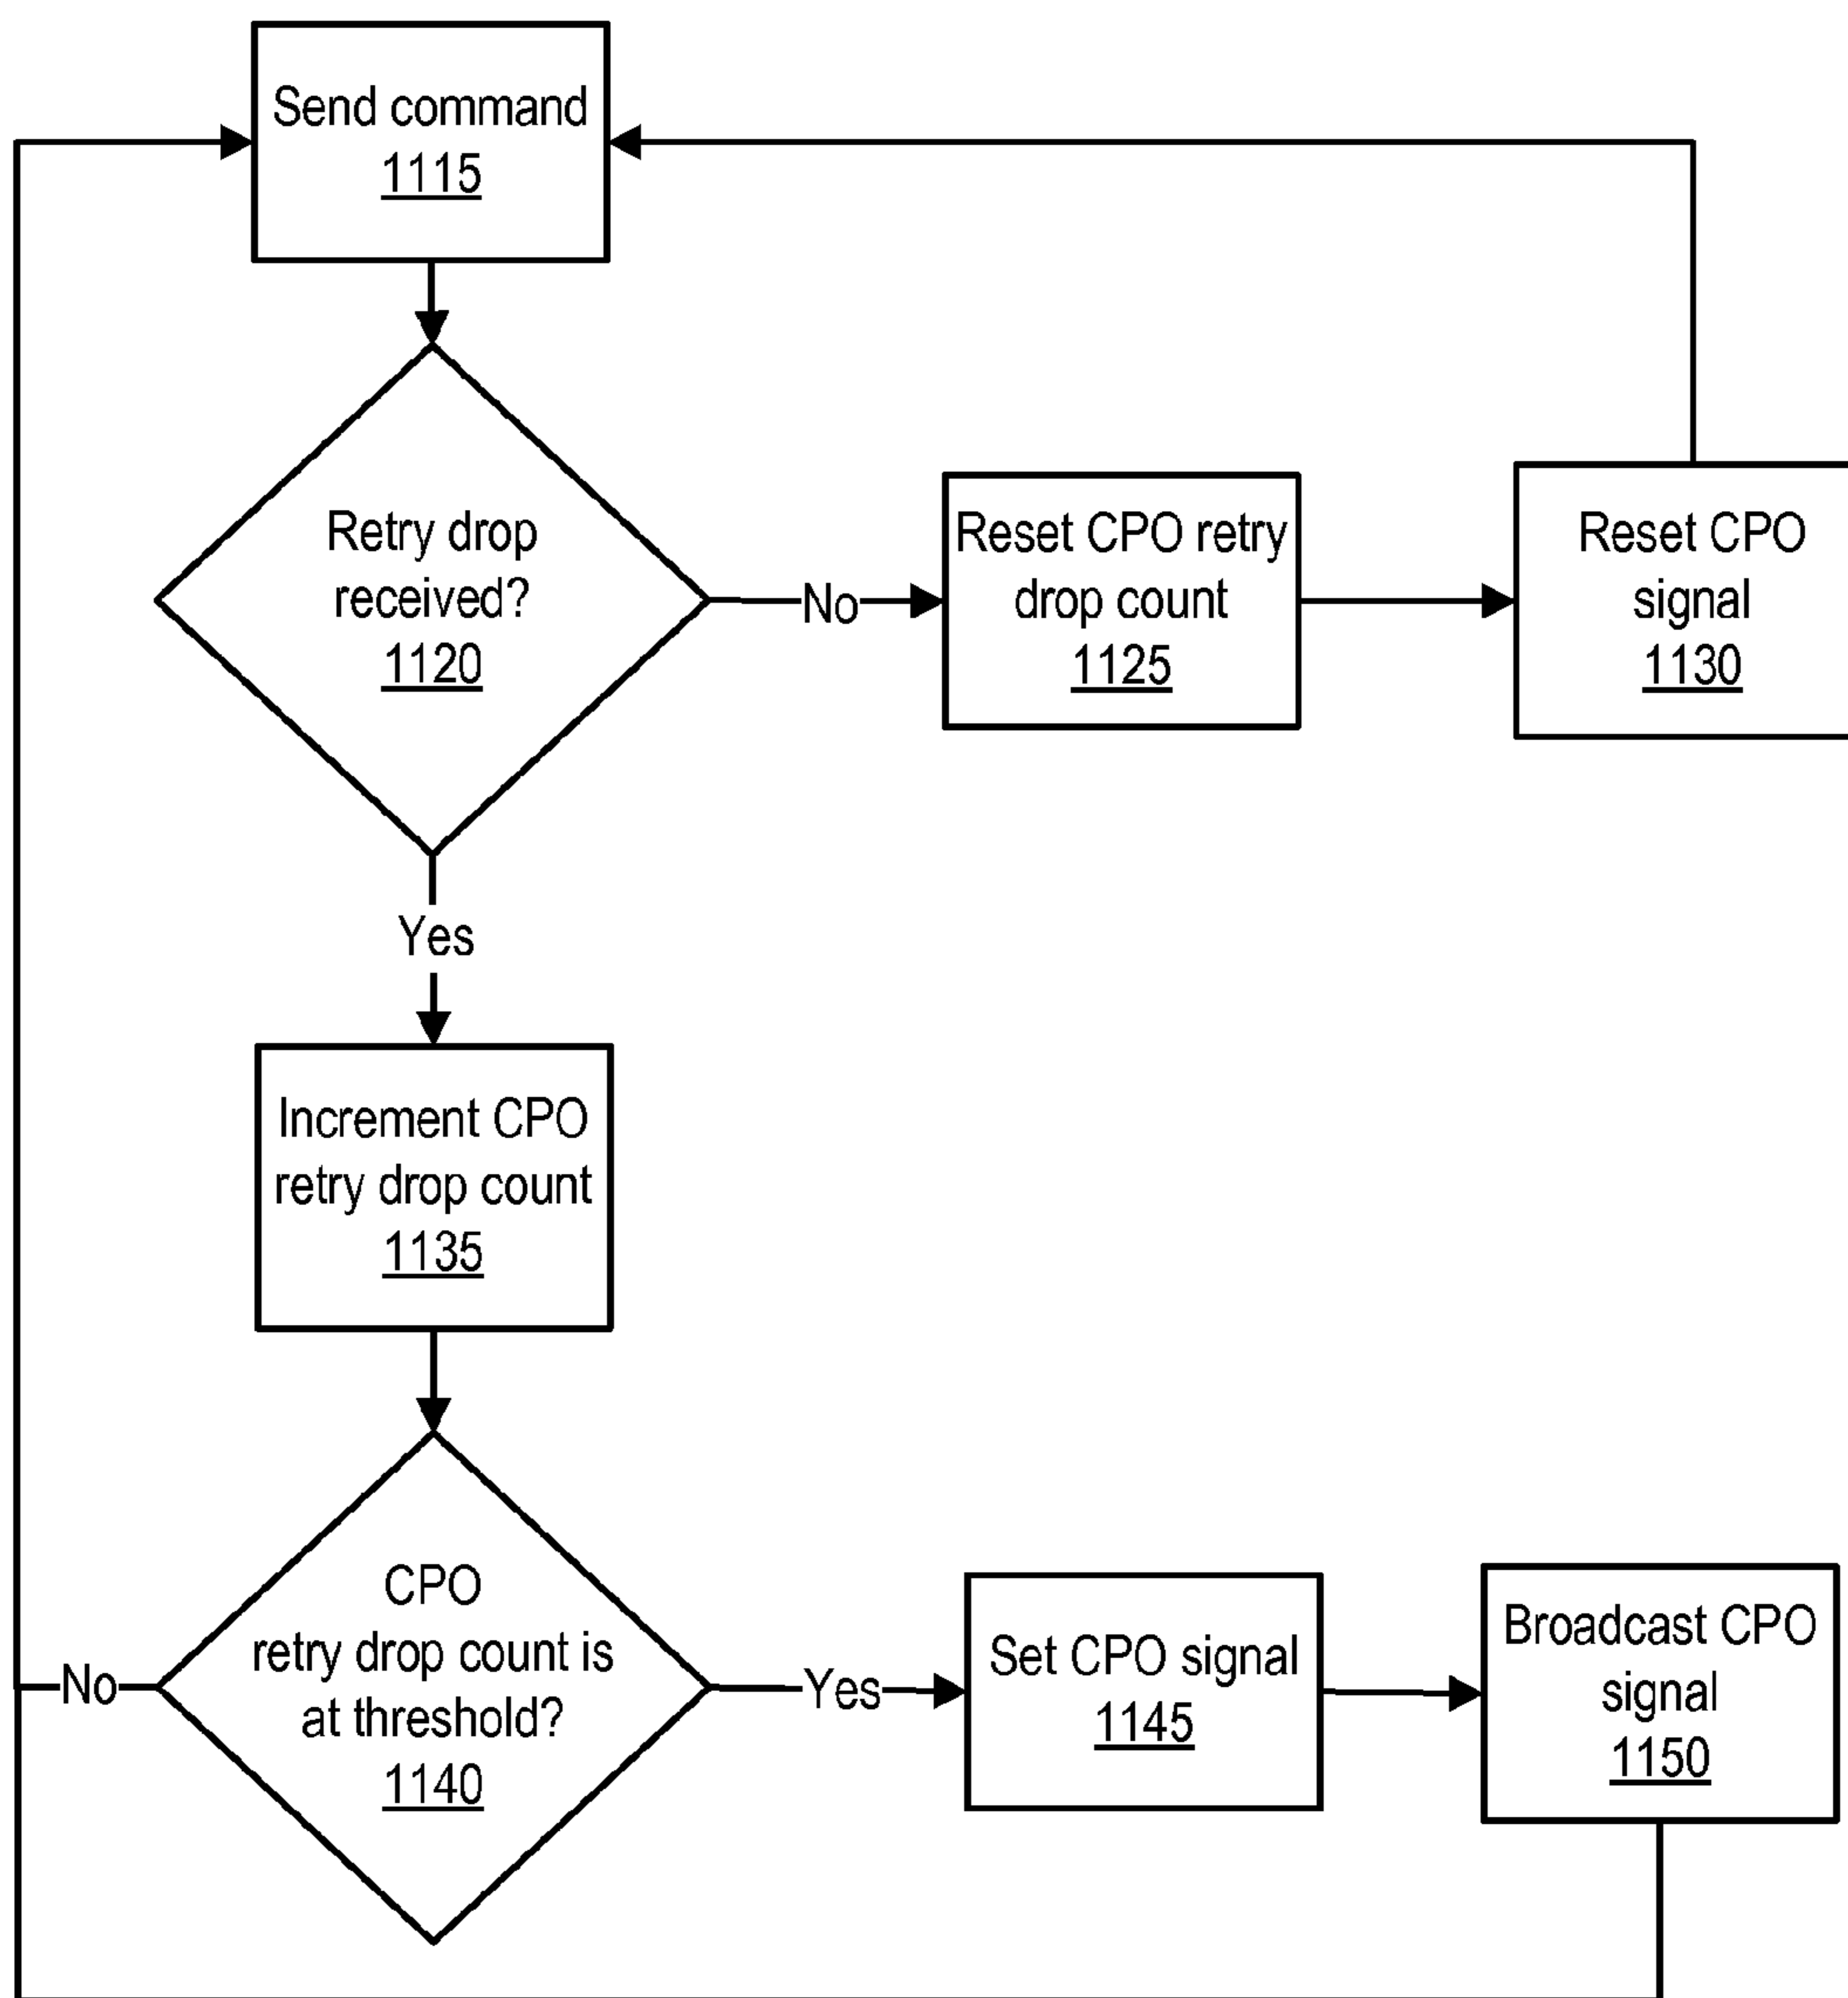 Send command
1115
Retry drop
received?
1120
No
Reset CPO retry
drop count
1125
Reset CPO
signal
1130
Yes
Increment CPO
retry drop count
1135
CPO
retry drop count is
at threshold?
1140
No
Yes
Set CPO signal
1145
Broadcast CPO
signal
1150